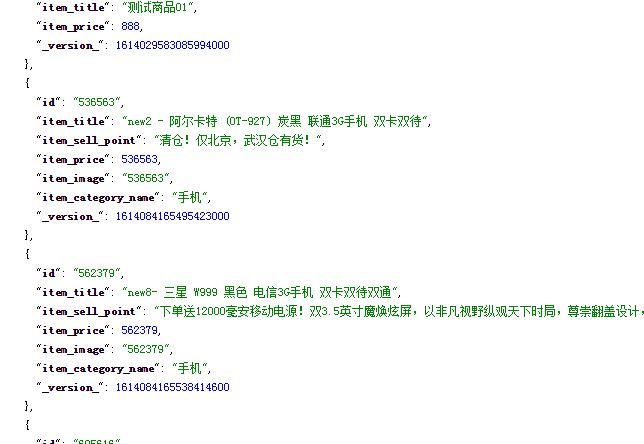 "item_title": "测试商品01",
"item_price": 888,
"_version_": 1614029583085994000
},
{
"id": "536563",
"item_title": "new2 - 阿尔卡特 (OT-927) 炭黑 联通3G手机 双卡双待",
"item_sell_point": "清仓！仅北京，武汉仓有货！",
"item_price": 536563,
"item_image": "536563",
"item_category_name": "手机",
"_version_": 1614084165495423000
},
{
"id": "562379",
"item_title": "new8- 三星 W999 黑色 电信3G手机 双卡双待双通",
"item_sell_point": "下单送12000毫安移动电源！双3.5英寸魔焕炫屏，以非凡视野纵观天下时局，尊崇翻盖设计，
"item_price": 562379,
"item_image": "562379",
"item_category_name": "手机",
"_version_": 1614084165538414600
},
{
"id": "605616",